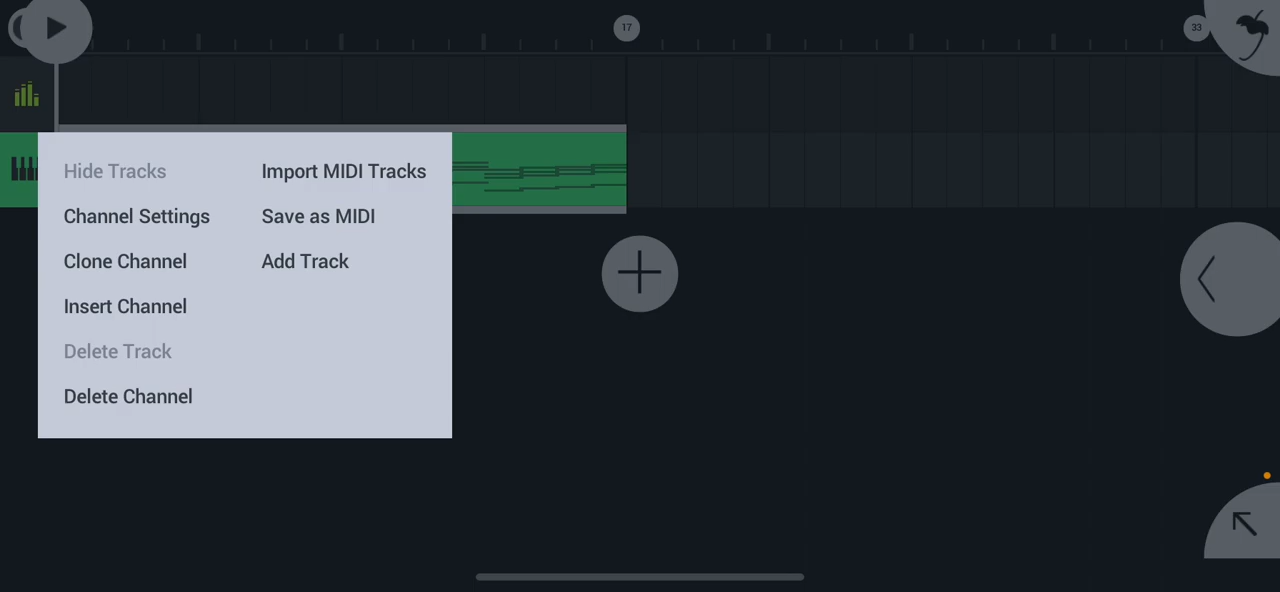 17
33
Hide Tracks
Channel Settings
Clone Channel
Insert Channel
Delete Track
Delete Channel
Import MIDI Tracks
Save as MIDI
Add Track